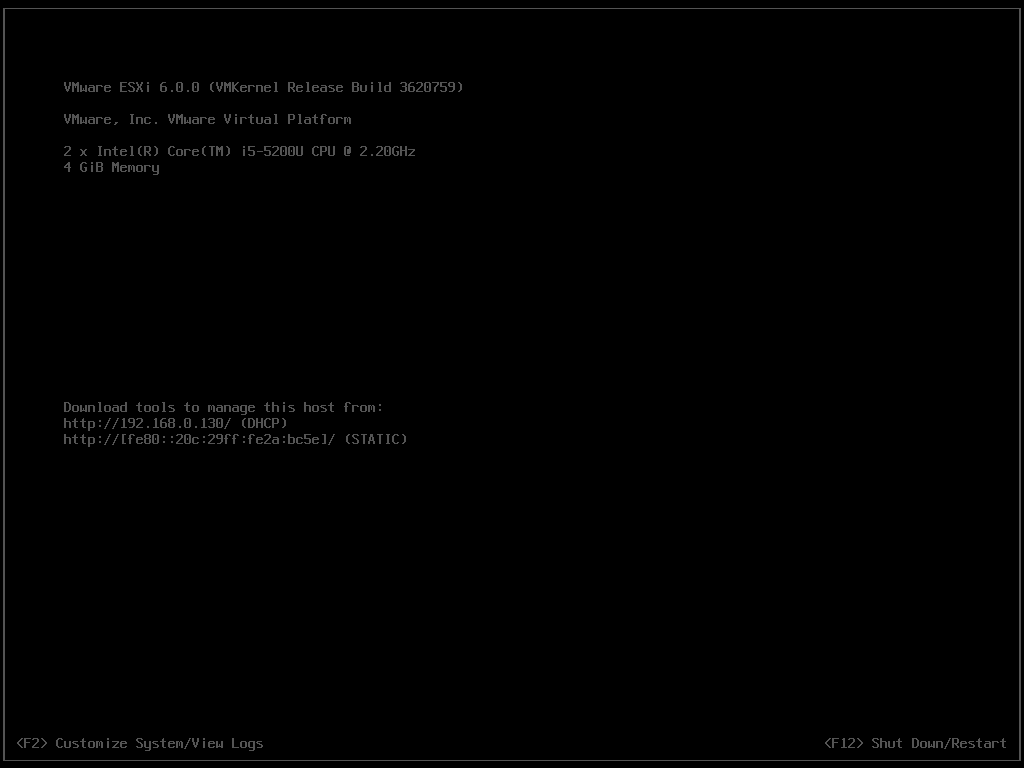 VMware ESXi 6.0.0 (VMKernel Release Build 3620759)
VMware, Inc. VMware Virtual Platform
2 x Intel(R) Core(TM) i5-5200U CPU @ 2.20GHz
4 GiB Memory
Download tools to manage this host from:
http://192.168.0.130/ (DHCP)
http://[fe80::20c:29ff:fe2a:bc5e]/ (STATIC)
<F2> Customize System/View Logs
<F12> Shut Down/Restart